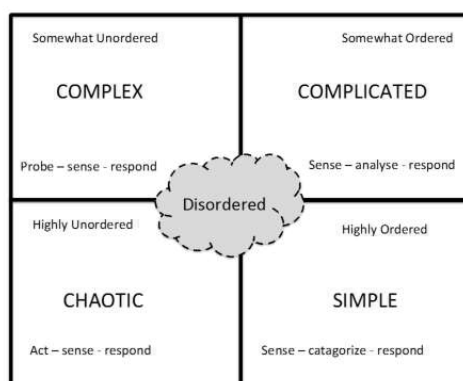 Somewhat Unordered
COMPLEX
Probe – sense - respond
Somewhat Ordered
COMPLICATED
Sense – analyse - respond
Disordered
Highly Unordered
CHAOTIC
Act – sense - respond
Highly Ordered
SIMPLE
Sense – catagorize - respond